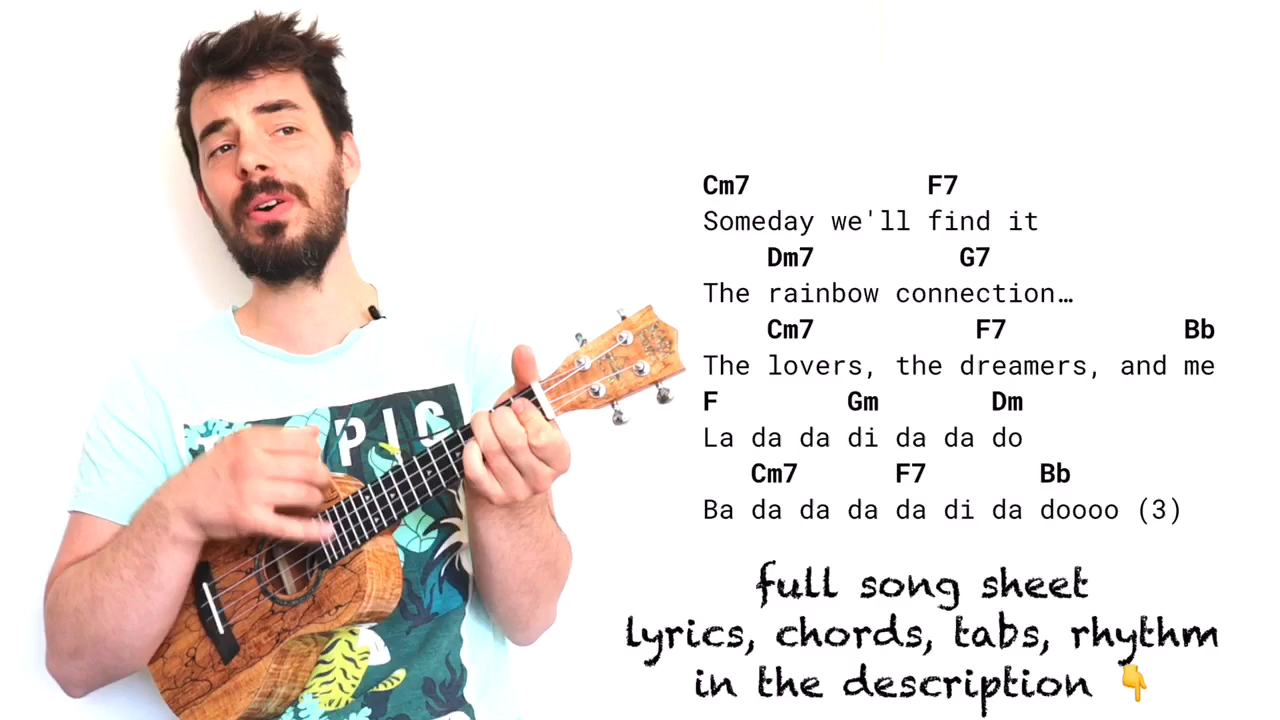 PIC
Cm7 F7
Someday we'll find it
Dm7 G7
The rainbow connection…
Cm7 F7 Bb
The lovers, the dreamers, and me
F Gm Dm
La da da di da da do
Cm7 F7 Bb
Ba da da da da di da doooo (3)
full song sheet
lyrics, chords, tabs, rhythm
in the description 👇